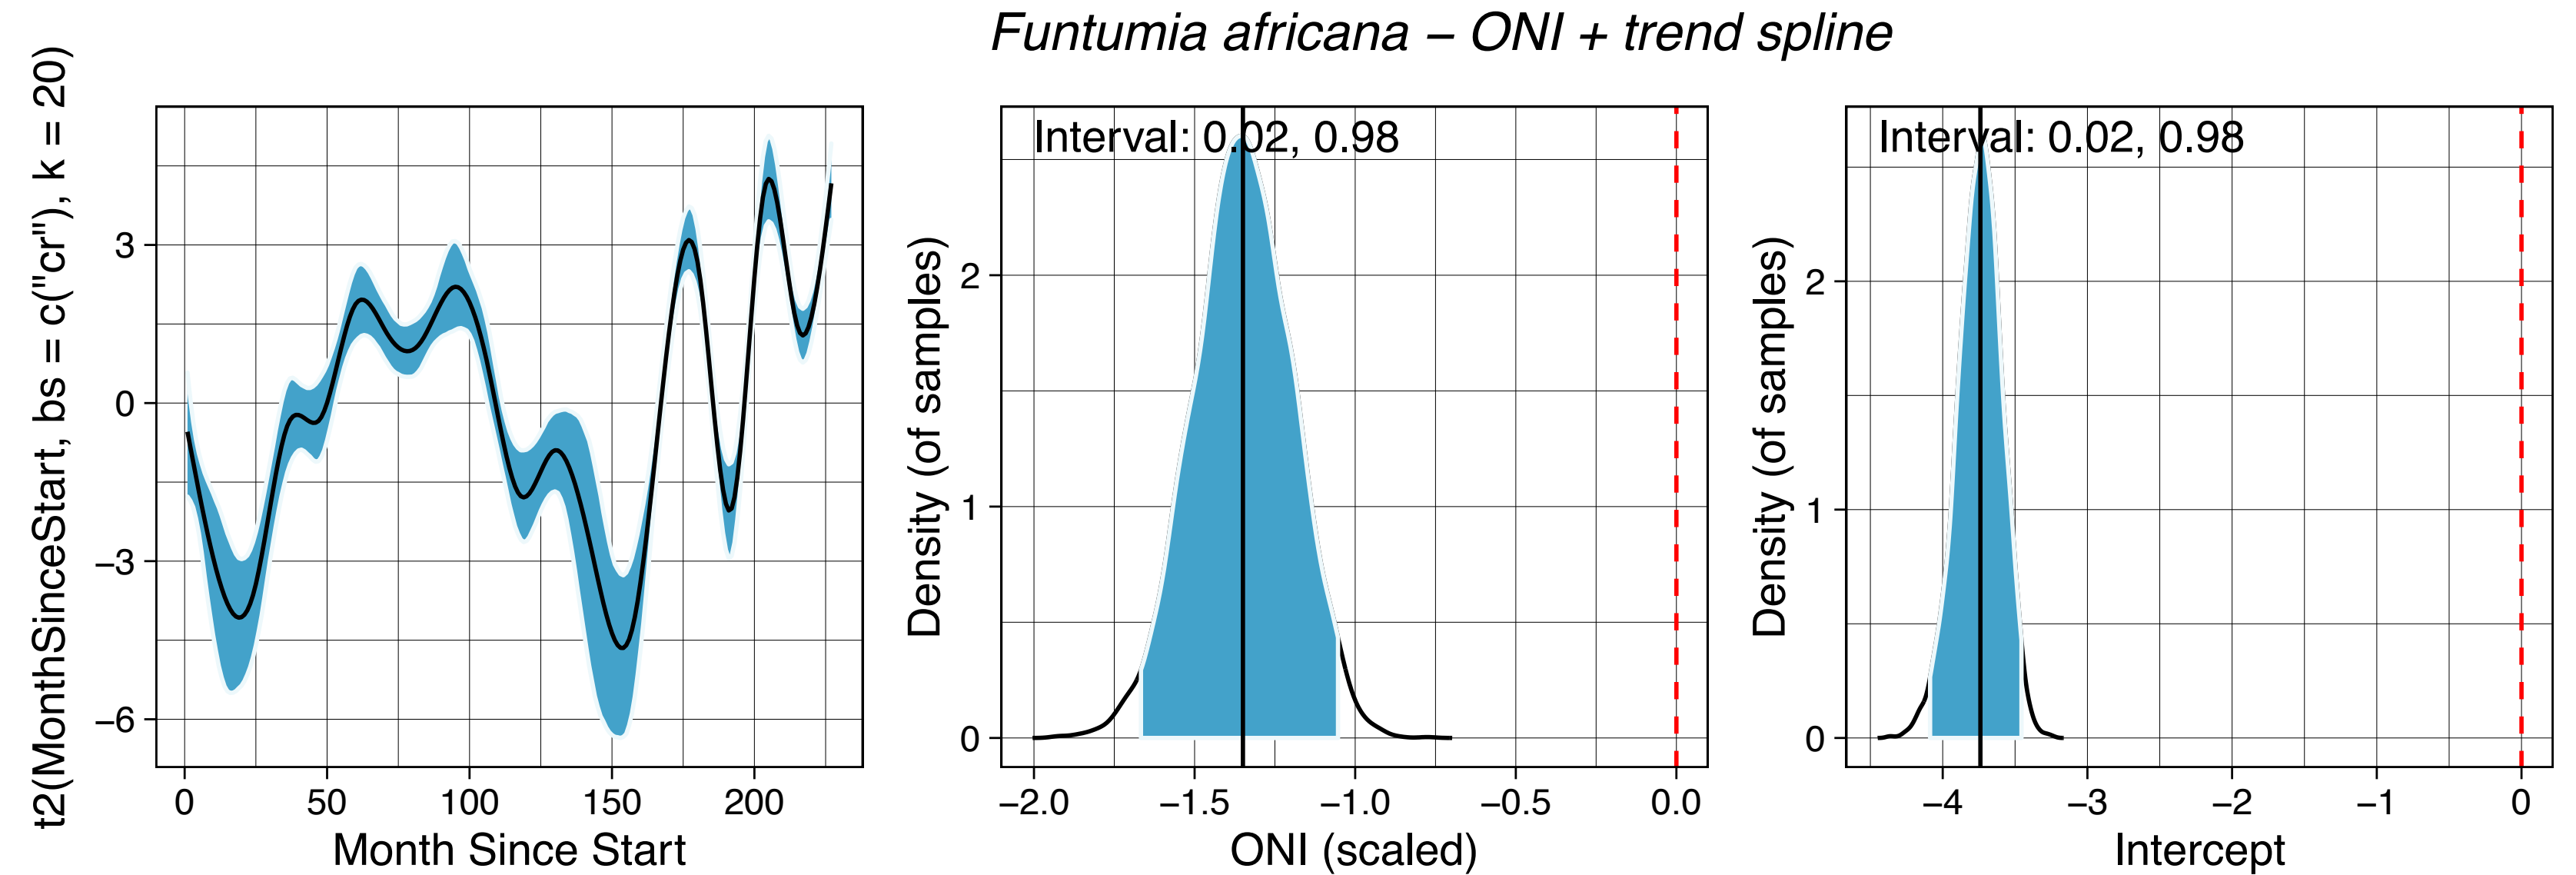 Funtumia africana – ONI + trend spline
t2(MonthSinceStart, bs = c("cr"), k = 20)
3
0
−3
−6
0 50 100 150 200
Month Since Start
Interval: 0.02, 0.98
Density (of samples)
2
1
0
−2.0 −1.5 −1.0 −0.5 0.0
ONI (scaled)
Interval: 0.02, 0.98
Density (of samples)
2
1
0
−4 −3 −2 −1 0
Intercept